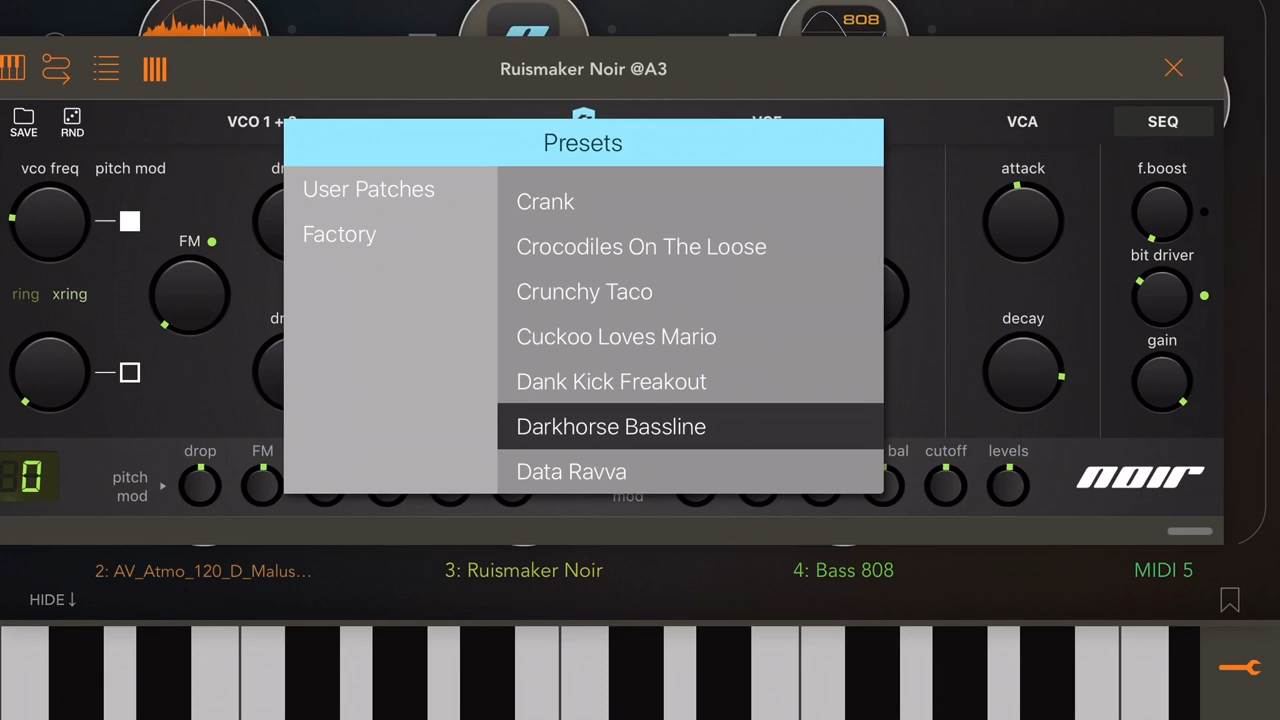 808
Ruismaker Noir @A3
SAVE
RND
VCO 1 +
VCA
SEQ
Presets
User Patches
Factory
Crank
Crocodiles On The Loose
Crunchy Taco
Cuckoo Loves Mario
Dank Kick Freakout
Darkhorse Bassline
Data Ravva
vco freq
pitch mod
FM
ring
xring
attack
decay
f.boost
bit driver
gain
0
pitch
mod
drop
FM
mod
bal
cutoff
levels
noir
2: AV_Atmo_120_D_Malus...
3: Ruismaker Noir
4: Bass 808
MIDI 5
HIDE↓